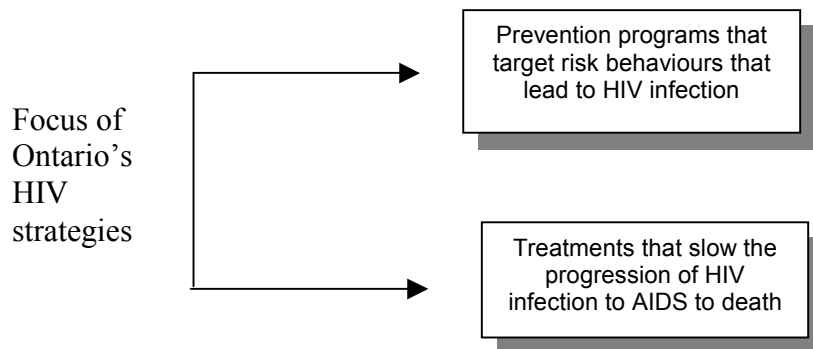 Focus of
Ontario’s
HIV
strategies
Prevention programs that
target risk behaviours that
lead to HIV infection
Treatments that slow the
progression of HIV
infection to AIDS to death